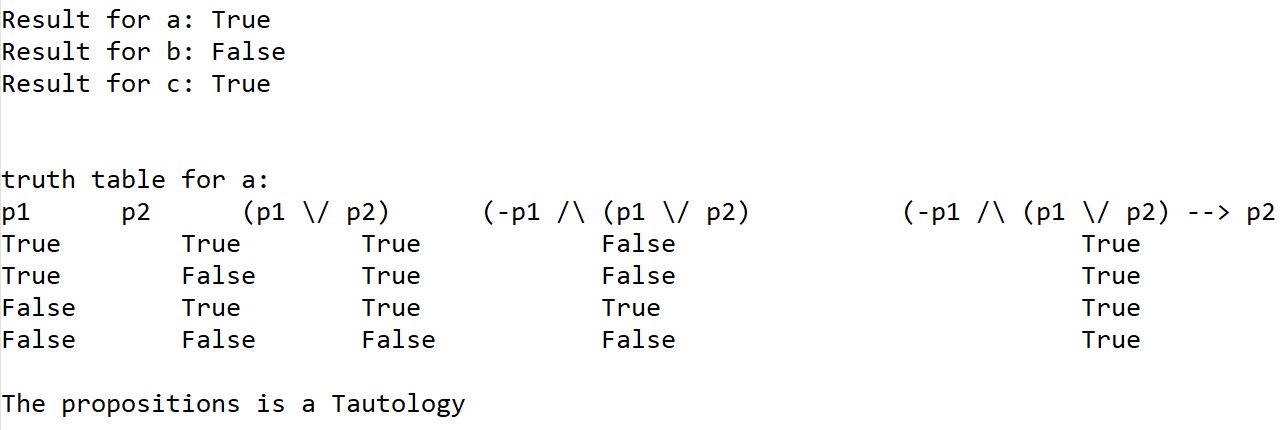 Result for a: True
Result for b: False
Result for c: True
truth table for a:
p1 p2 (p1 \/ p2) (-p1 /\ (p1 \/ p2) (-p1 /\ (p1 \/ p2) --> p2
True True True False True
True False True False True
False True True True True
False False False False True
The propositions is a Tautology